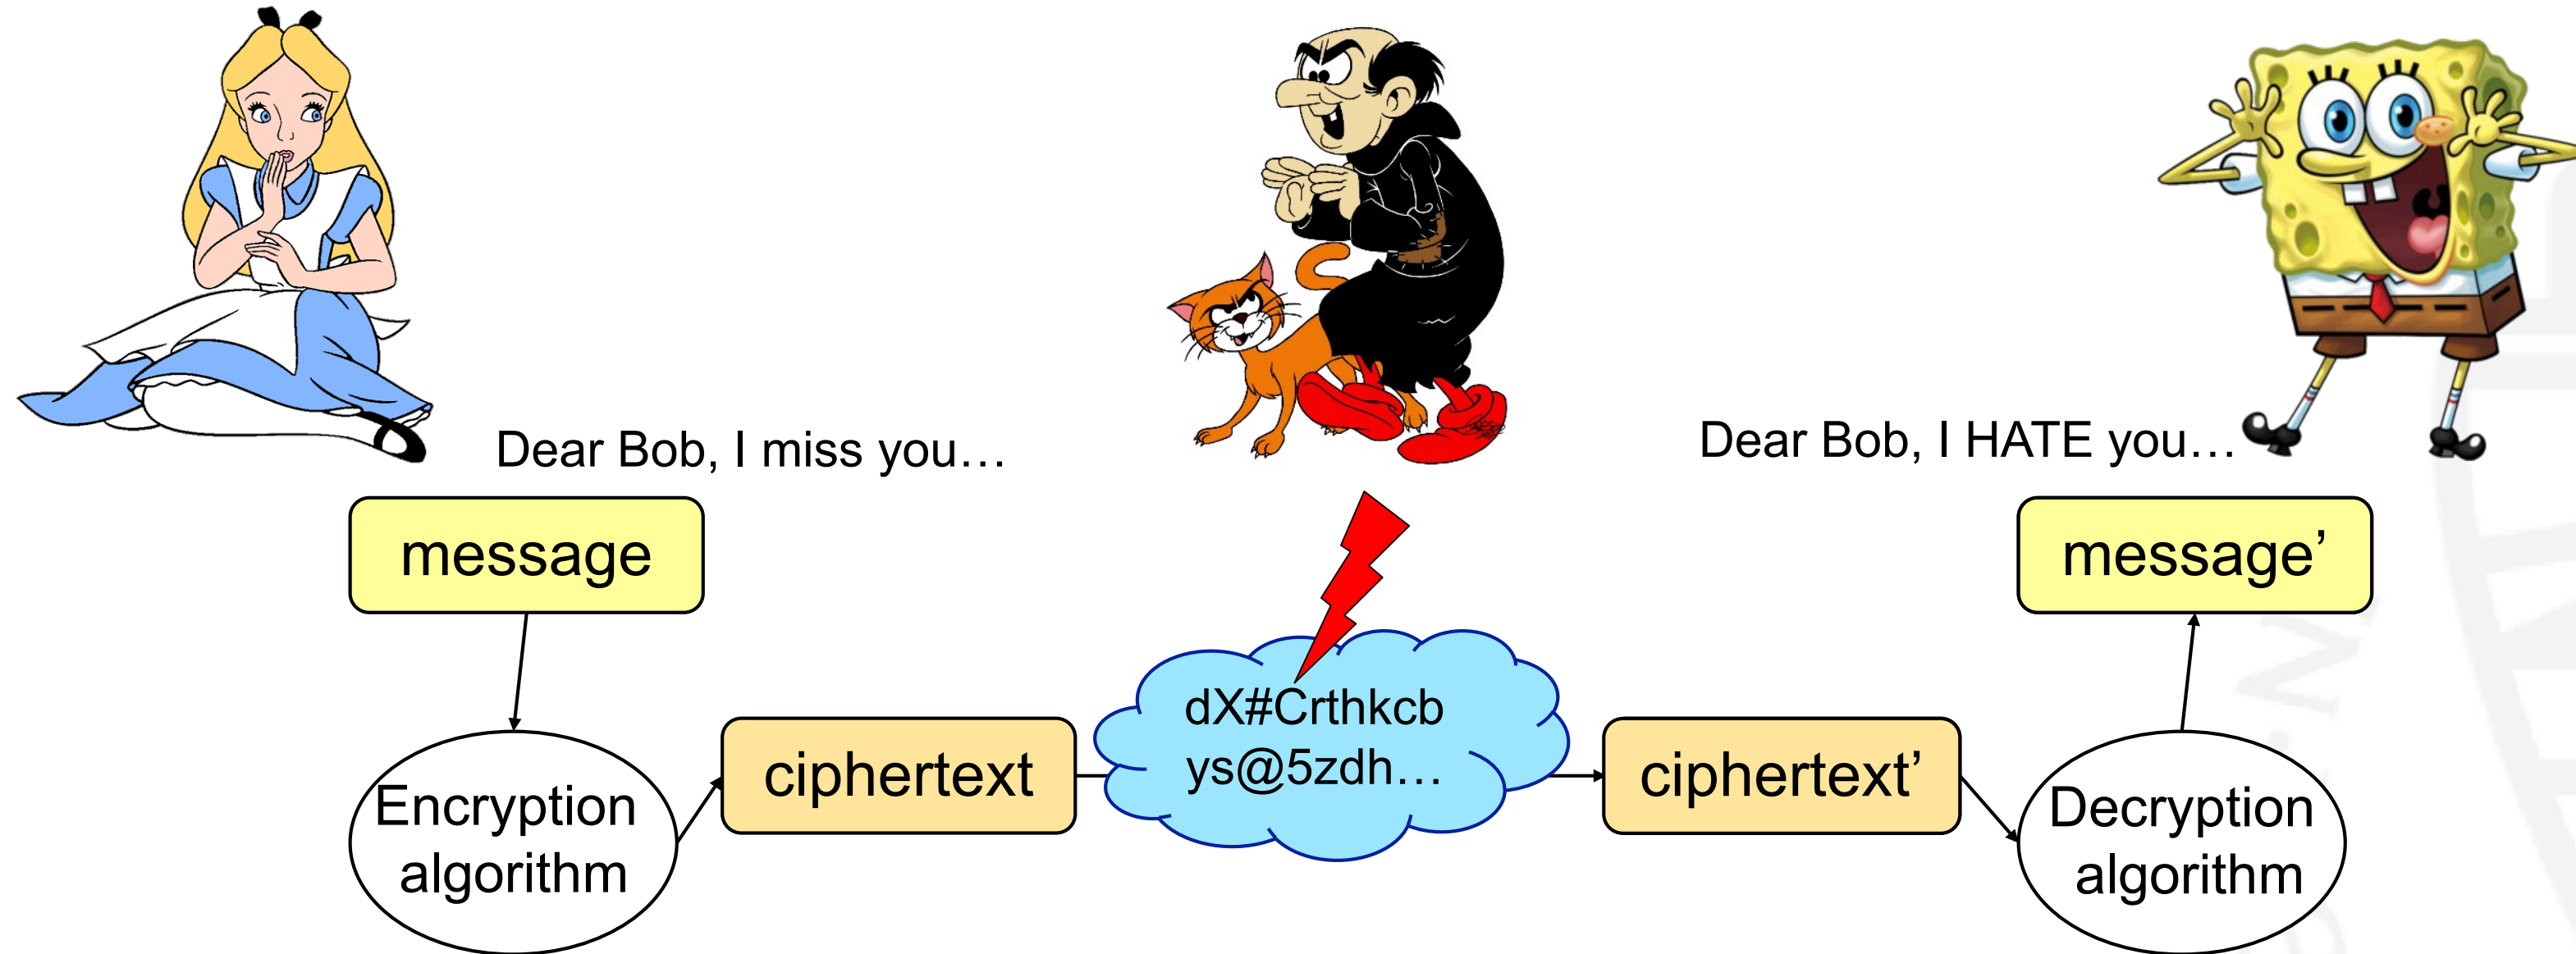 Dear Bob, I miss you…
Dear Bob, I HATE you…
message
message’
dX#Crthkcb
ys@5zdh…
ciphertext
ciphertext’
Encryption
algorithm
Decryption
algorithm